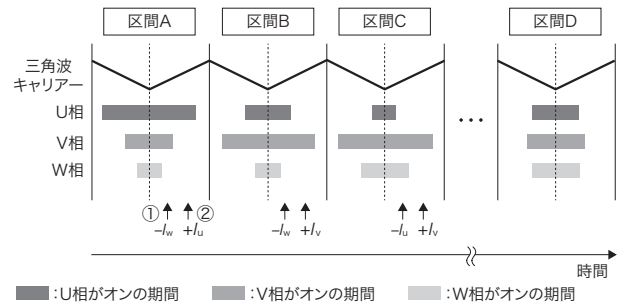 区間A 区間B 区間C 区間D
三角波
キャリアー
U相
V相
W相
…
① ②
–Iw +Iu –Iw +Iv –Iu +Iv
時間
:U相がオンの期間 :V相がオンの期間 :W相がオンの期間